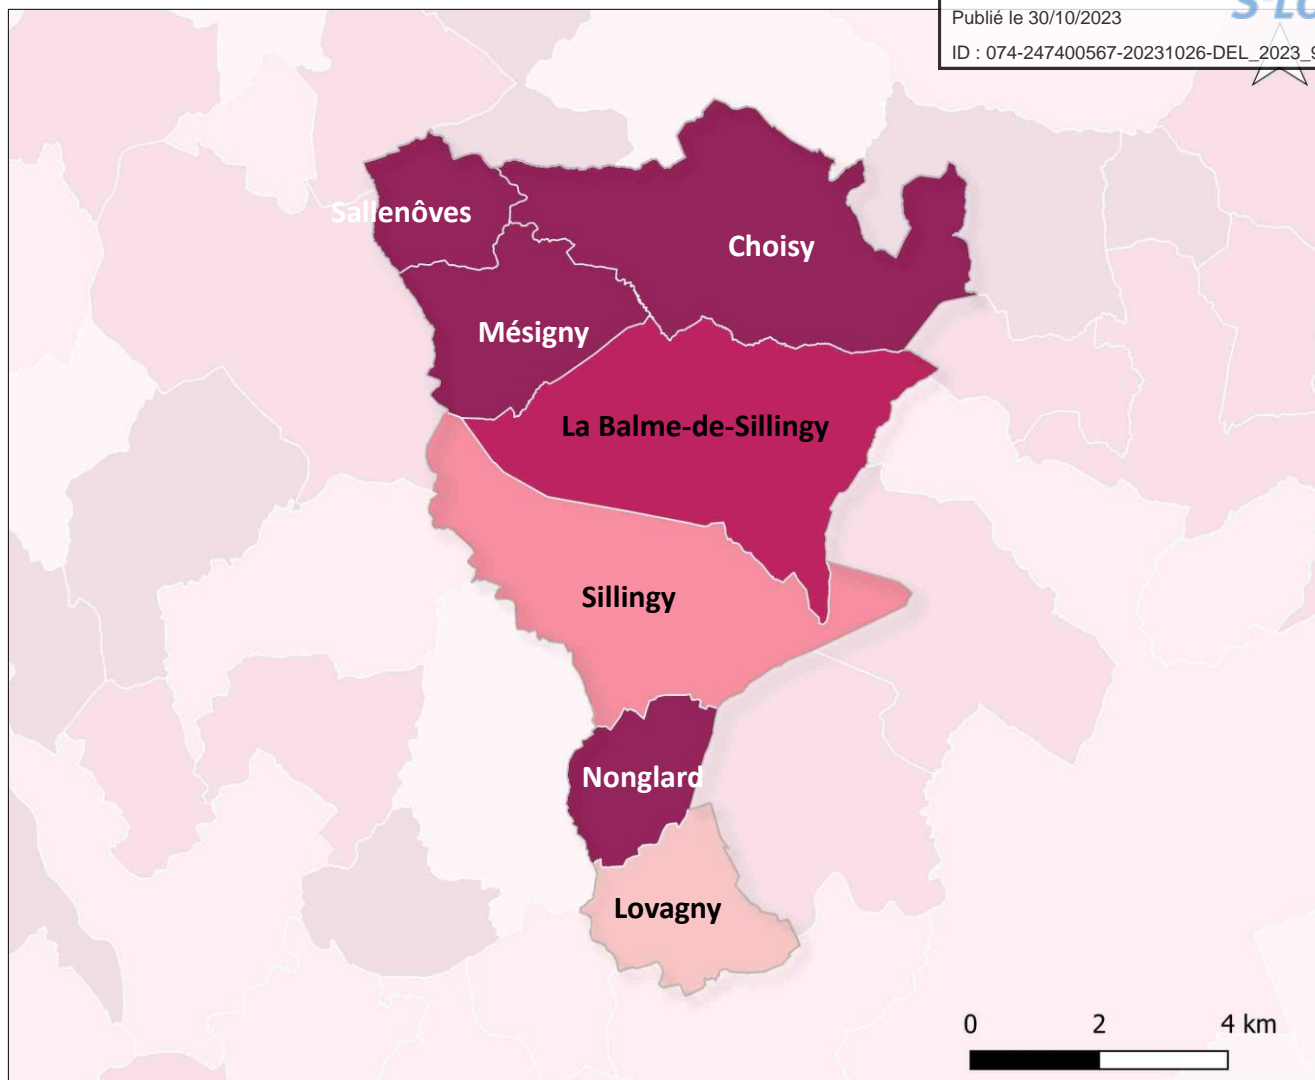 Publié le 30/10/2023
ID : 074-247400567-20231026-DEL_2023_9
Sallenôves
Choisy
Mésigny
La Balme-de-Sillingy
Sillingy
Nonglard
Lovagny
0 2 4 km